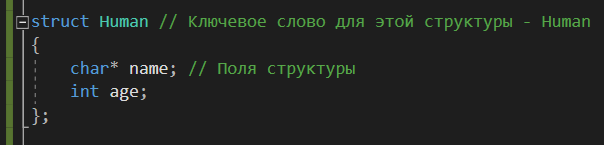 struct Human // Ключевое слово для этой структуры - Human
{
char* name; // Поля структуры
int age;
};